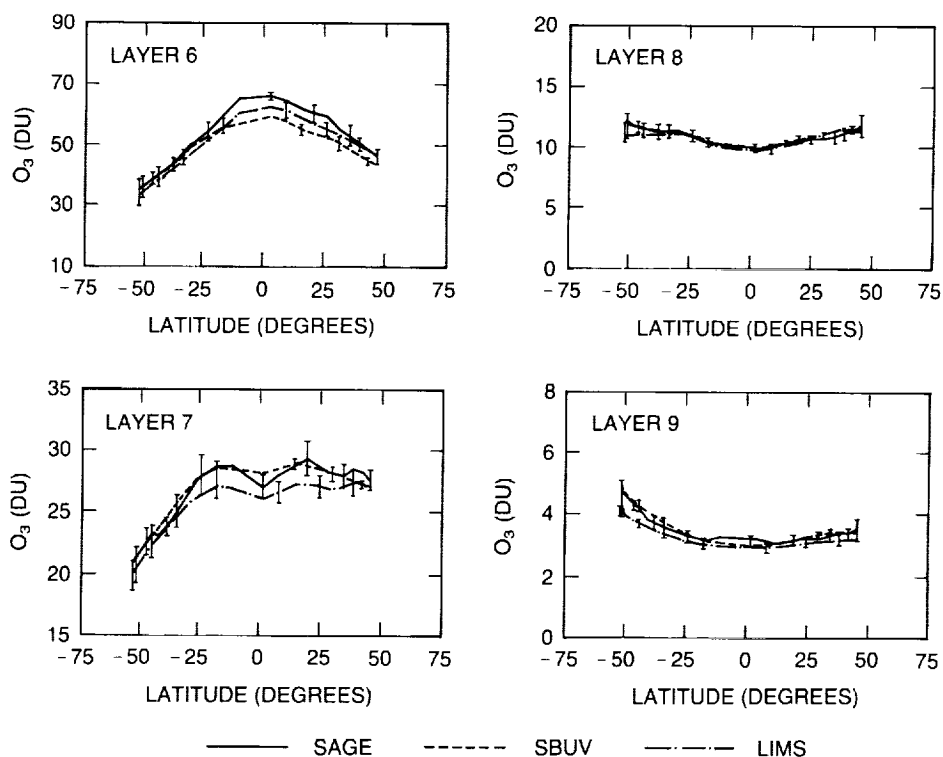 LAYER 6
O3 (DU)
90
70
50
30
10
-75 -50 -25 0 25 50 75
LATITUDE (DEGREES)
LAYER 8
O3 (DU)
20
15
10
5
0
-75 -50 -25 0 25 50 75
LATITUDE (DEGREES)
LAYER 7
O3 (DU)
35
30
25
20
15
-75 -50 -25 0 25 50 75
LATITUDE (DEGREES)
LAYER 9
O3 (DU)
8
6
4
2
0
-75 -50 -25 0 25 50 75
LATITUDE (DEGREES)
SAGE SBUV LIMS